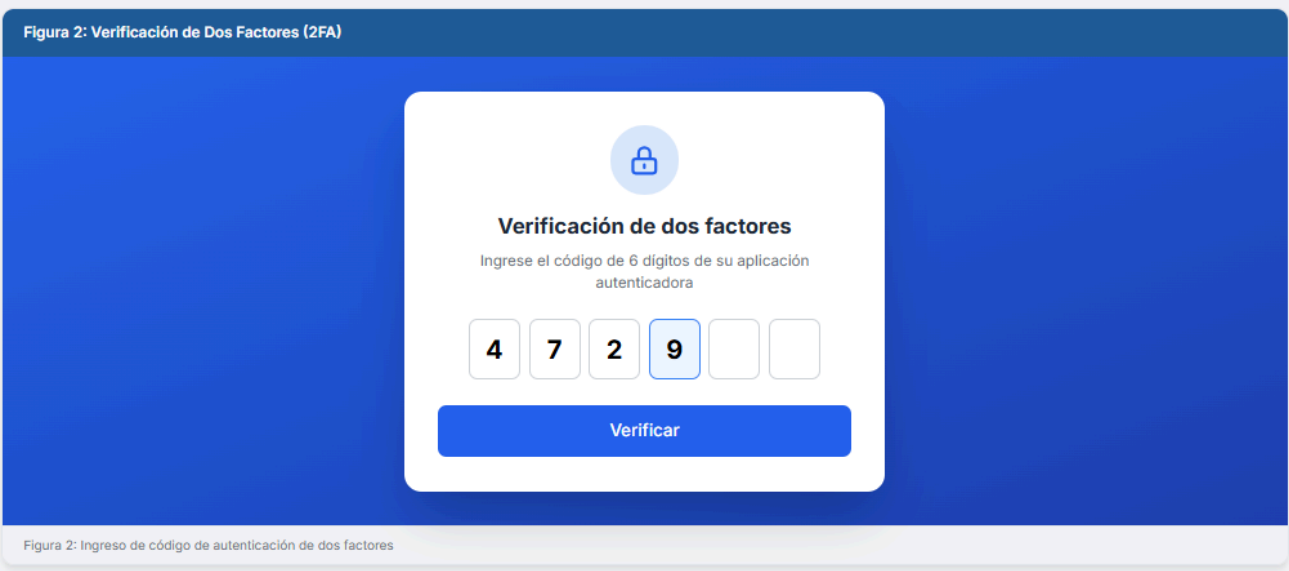 Figura 2: Verificación de Dos Factores (2FA)
Verificación de dos factores
Ingrese el código de 6 dígitos de su aplicación
autenticadora
4 7 2 9
Verificar
Figura 2: Ingreso de código de autenticación de dos factores